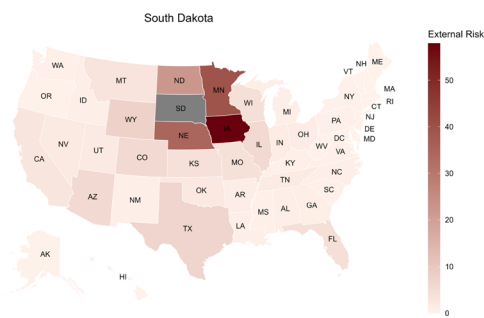 South Dakota
External Risk
WA
MT
ND
MN
VT
NH
ME
OR
ID
SD
WI
MI
NY
MA
RI
CT
WY
NE
IA
PA
NJ
NV
UT
CO
IL
IN
OH
DE
DC
MD
WV
VA
CA
KS
MO
KY
AZ
NM
OK
AR
TN
NC
SC
TX
LA
MS
AL
GA
FL
AK
HI
50
40
30
20
10
0